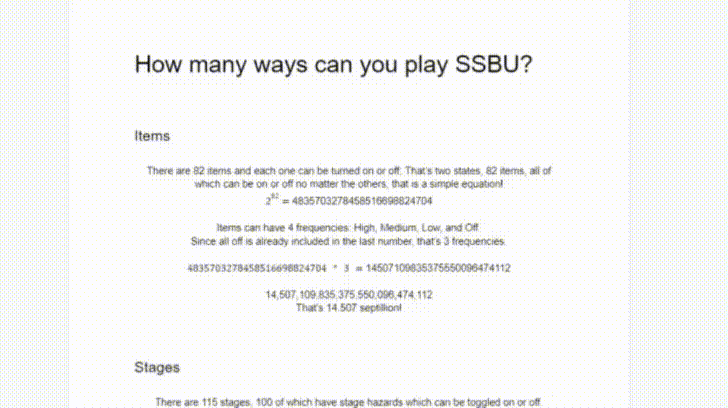 How many ways can you play SSBU?
Items
There are 82 items and each one can be turned on or off. That's two states, 82 items, all of
which can be on or off no matter the others, that is a simple equation!
2^82 = 4835703278458516698824704
Items can have 4 frequencies: High, Medium, Low, and Off.
Since all off is already included in the last number, that's 3 frequencies.
4835703278458516698824704 * 3 = 14507109835375550096474112
14,507,109,835,375,550,096,474,112
That's 14.507 septillion!
Stages
There are 115 stages, 100 of which have stage hazards which can be toggled on or off.